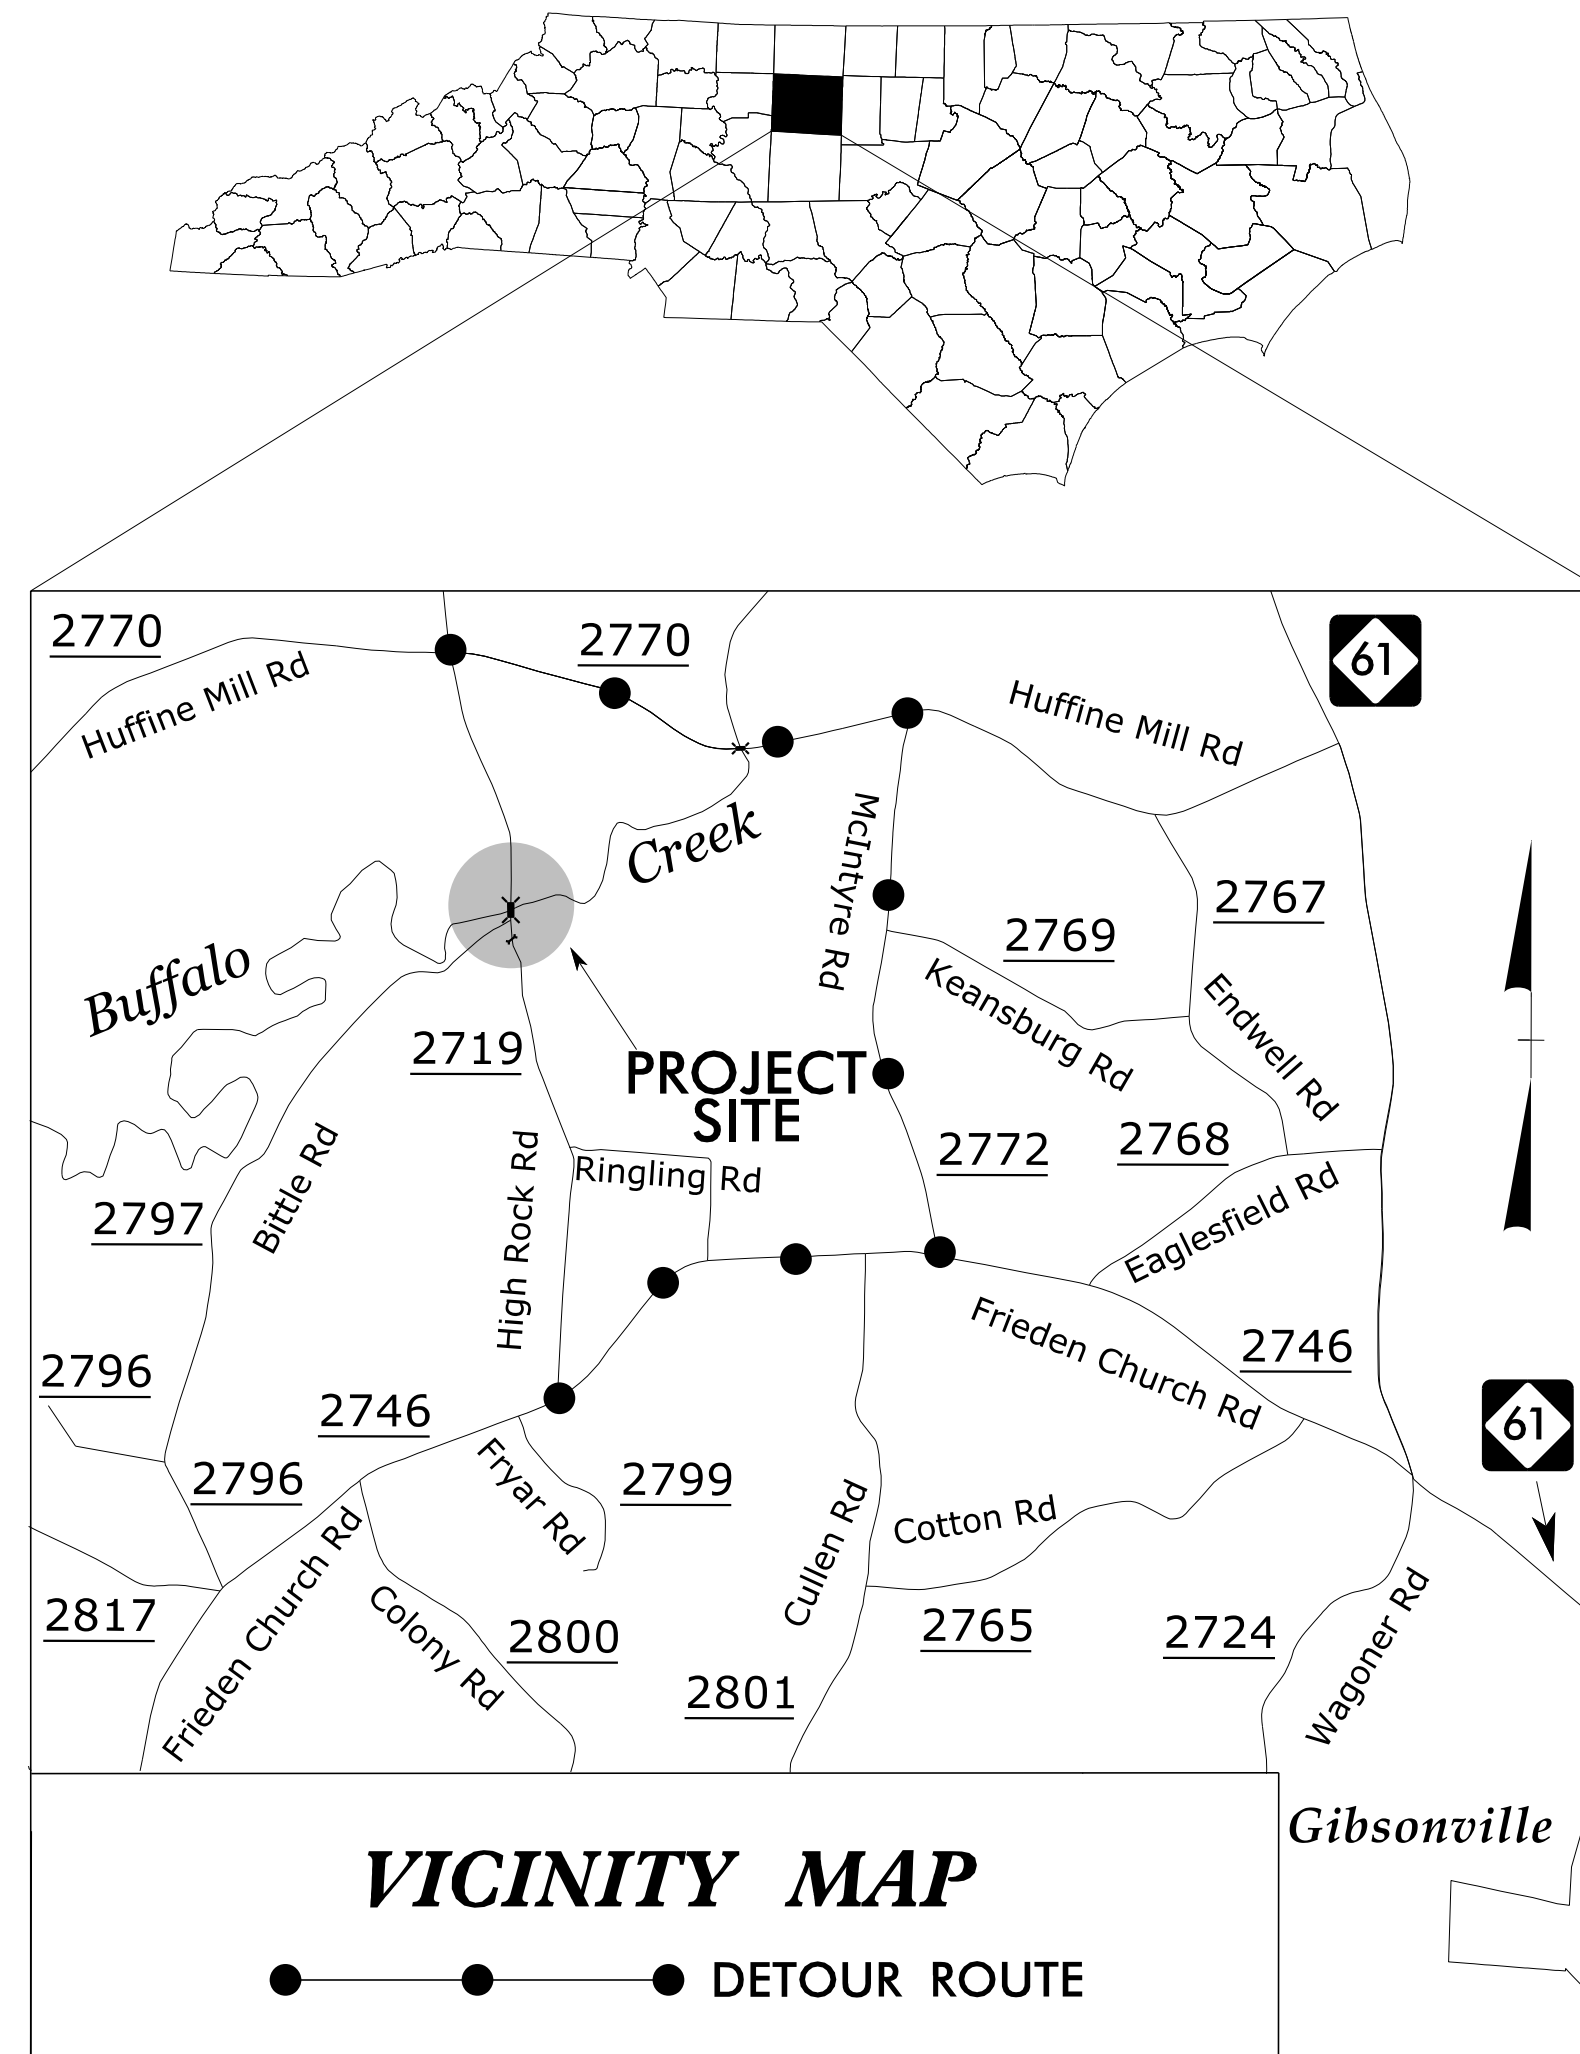 2770
2770
61
Huffine Mill Rd
Huffine Mill Rd
Creek
McIntyre Rd
2767
2769
Buffalo
Keansburg Rd
Endwell Rd
2719
PROJECT
SITE
2772
2768
Bittle Rd
High Rock Rd
Ringling Rd
2797
Eaglesfield Rd
Frieden Church Rd
2746
2796
2746
61
2796
Fryar Rd
2799
Cullen Rd
Cotton Rd
2817
Frieden Church Rd
Colony Rd
2800
2765
2724
Wagoner Rd
2801
Gibsonville
VICINITY MAP
DETOUR ROUTE